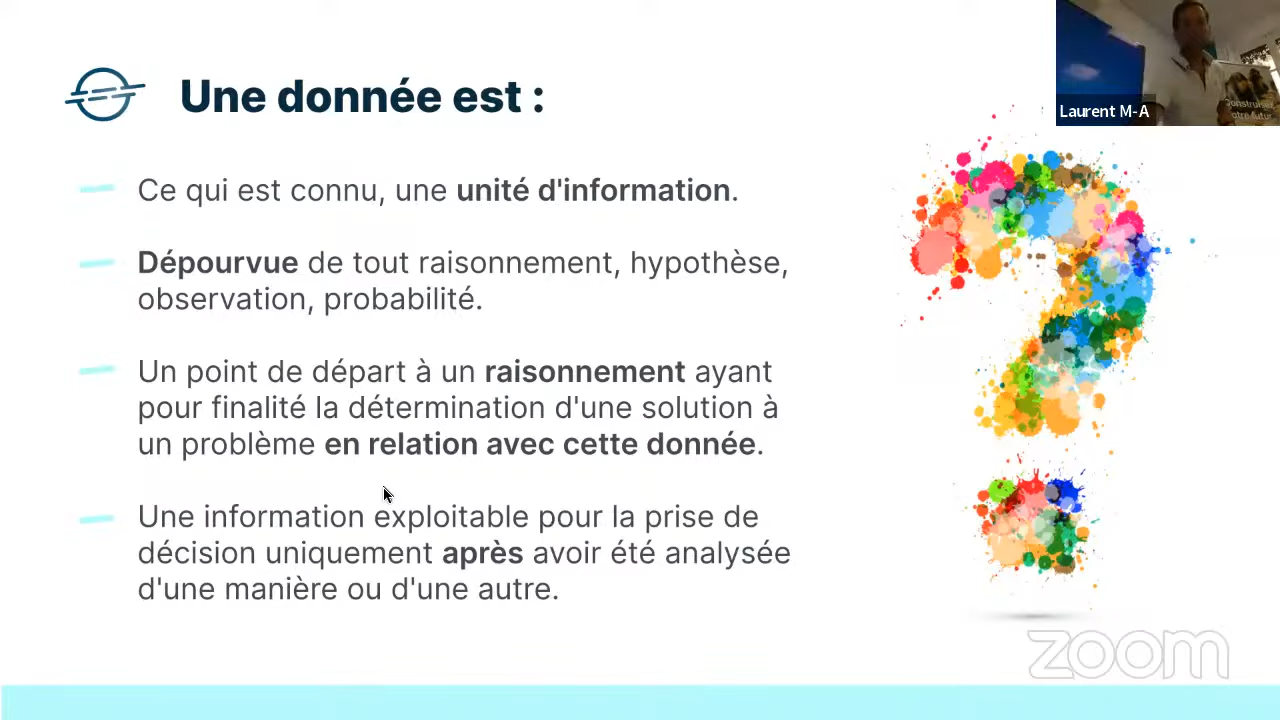 Une donnée est :
Laurent M-A
Construisez
otre futur
Ce qui est connu, une unité d'information.
Dépourvue de tout raisonnement, hypothèse,
observation, probabilité.
Un point de départ à un raisonnement ayant
pour finalité la détermination d'une solution à
un problème en relation avec cette donnée.
Une information exploitable pour la prise de
décision uniquement après avoir été analysée
d'une manière ou d'une autre.
zoom